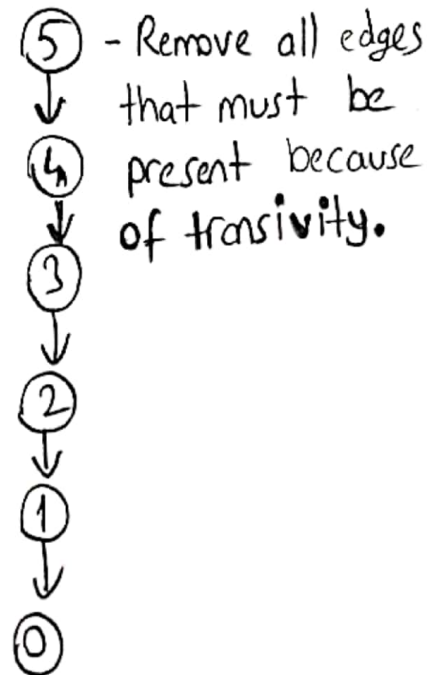 5 - Remove all edges
that must be
4 present because
of transivity.
3
2
1
0